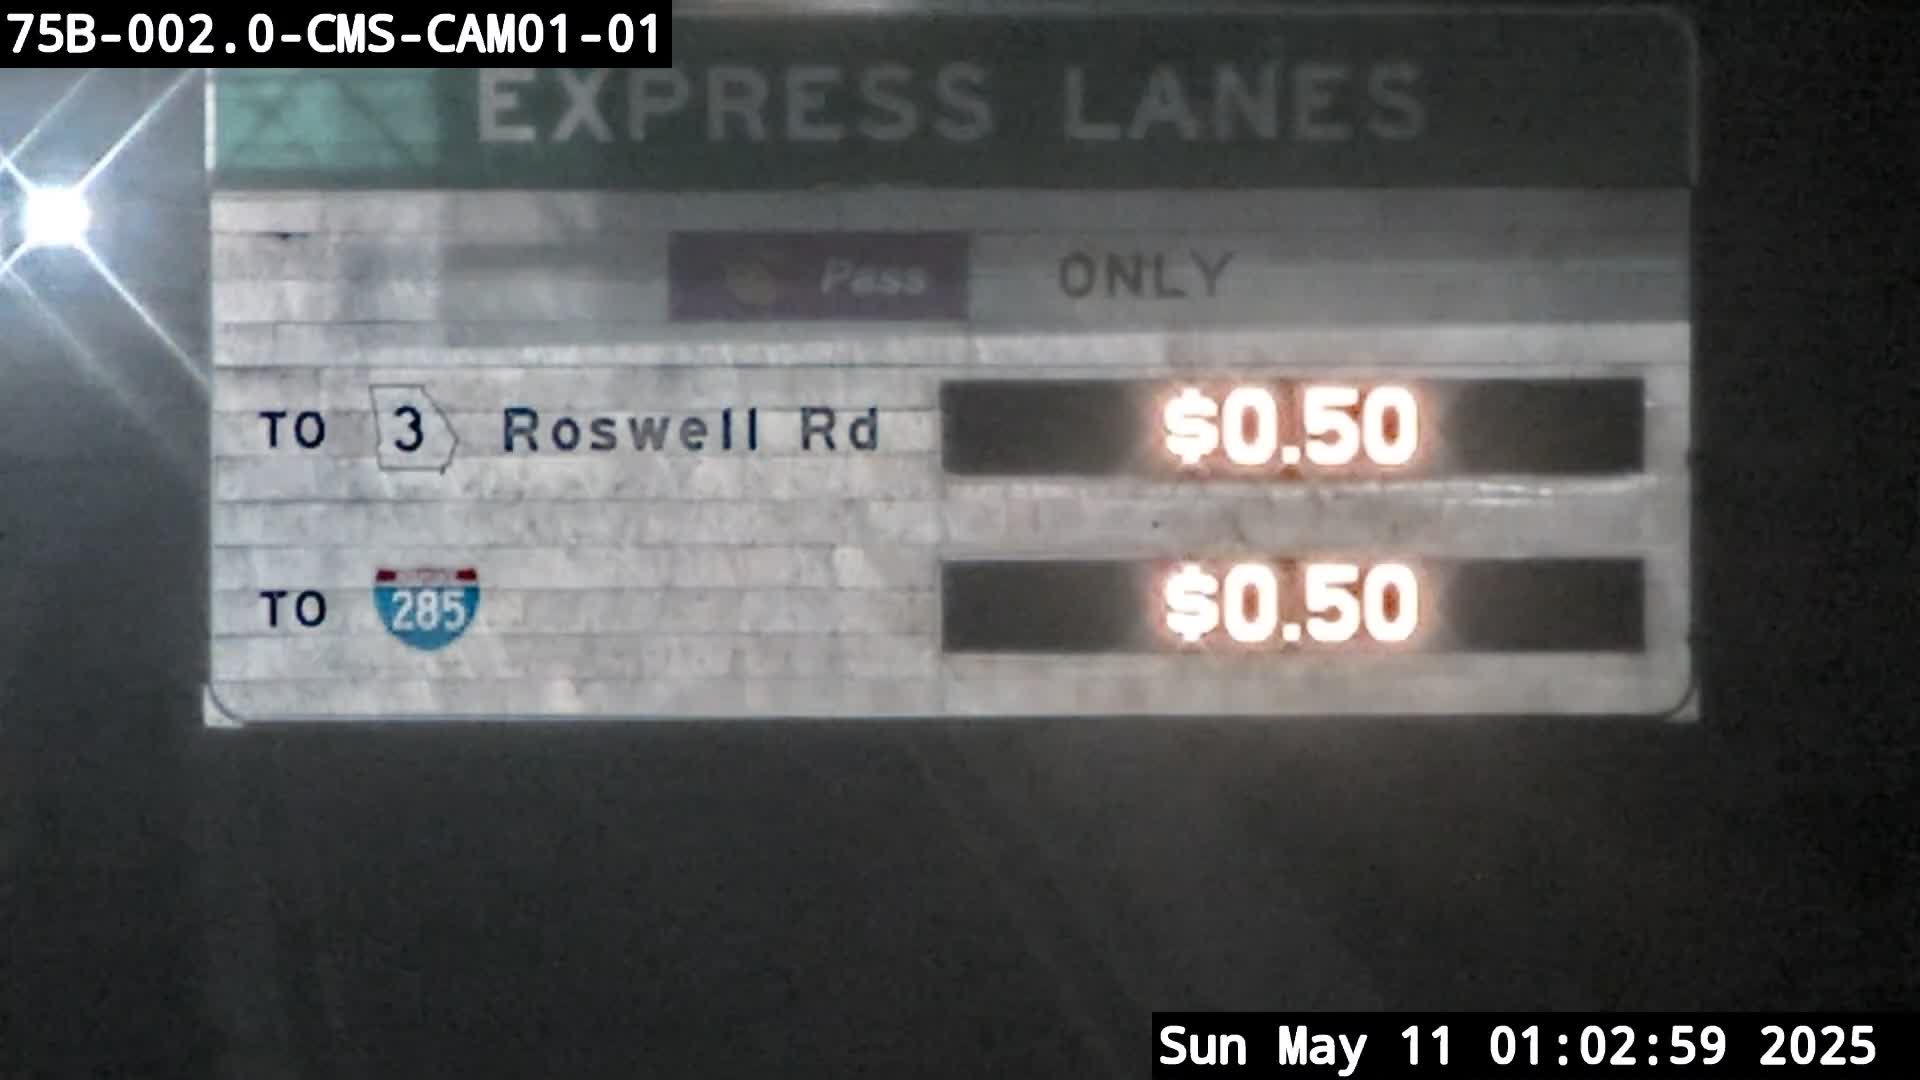 75B-002.0-CMS-CAM01-01
EXPRESS LANES
Pass ONLY
TO 3 Roswell Rd $0.50
TO 285 $0.50
Sun May 11 01:02:59 2025